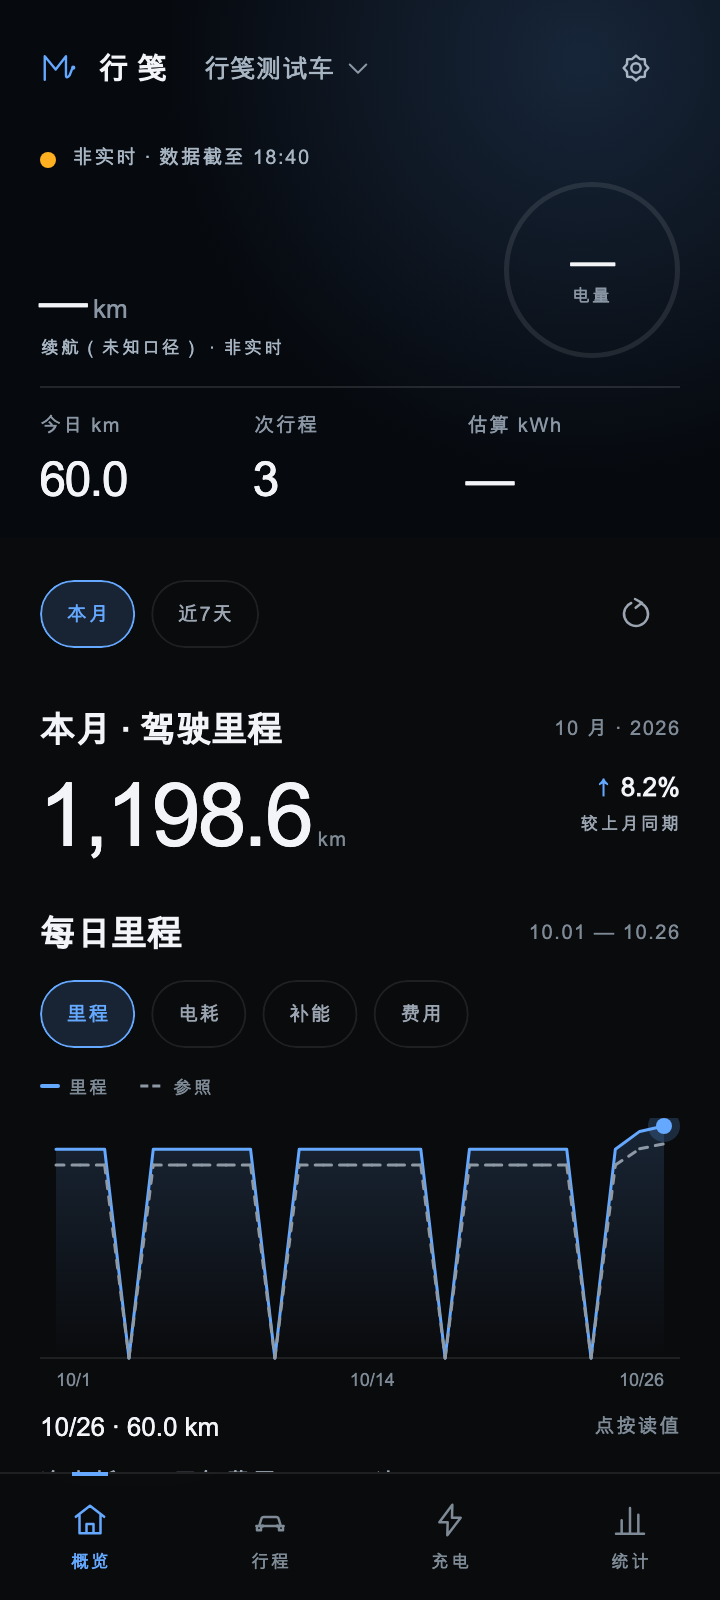 行笺 行笺测试车
非实时 · 数据截至 18:40
—
电量
— km
续航（未知口径）· 非实时
今日 km 次行程 估算 kWh
60.0 3 —
本月 近7天
本月 · 驾驶里程 10 月 · 2026
1,198.6 km ↑ 8.2%
较上月同期
每日里程 10.01 — 10.26
里程 电耗 补能 费用
里程 参照
10/1 10/14 10/26
10/26 · 60.0 km 点按读值
概览 行程 充电 统计